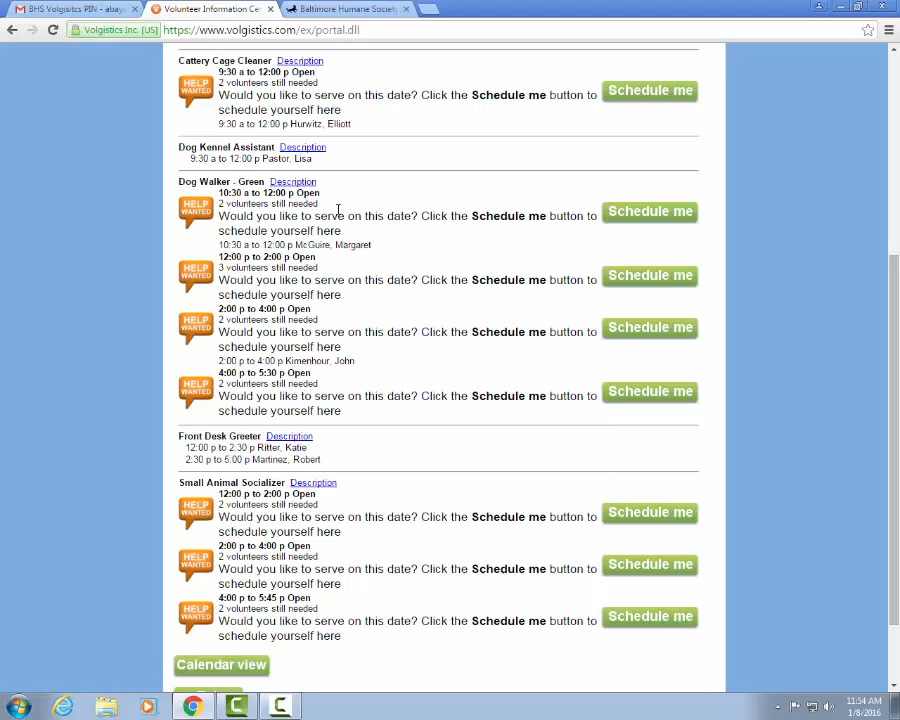 BHS Volgisitcs PIN - abays
Volunteer Information Cen
Baltimore Humane Society
Volgistics Inc. [US]
https://www.volgistics.com/ex/portal.dll
Cattery Cage Cleaner Description
9:30 a to 12:00 p Open
HELP WANTED
2 volunteers still needed
Would you like to serve on this date? Click the Schedule me button to
schedule yourself here
Schedule me
9:30 a to 12:00 p Hurwitz, Elliott
Dog Kennel Assistant Description
9:30 a to 12:00 p Pastor, Lisa
Dog Walker - Green Description
10:30 a to 12:00 p Open
HELP WANTED
2 volunteers still needed
Would you like to serve on this date? Click the Schedule me button to
schedule yourself here
Schedule me
10:30 a to 12:00 p McGuire, Margaret
12:00 p to 2:00 p Open
HELP WANTED
3 volunteers still needed
Would you like to serve on this date? Click the Schedule me button to
schedule yourself here
Schedule me
2:00 p to 4:00 p Open
HELP WANTED
2 volunteers still needed
Would you like to serve on this date? Click the Schedule me button to
schedule yourself here
Schedule me
2:00 p to 4:00 p Kimenhour, John
4:00 p to 5:30 p Open
HELP WANTED
2 volunteers still needed
Would you like to serve on this date? Click the Schedule me button to
schedule yourself here
Schedule me
Front Desk Greeter Description
12:00 p to 2:30 p Ritter, Katie
2:30 p to 5:00 p Martinez, Robert
Small Animal Socializer Description
12:00 p to 2:00 p Open
HELP WANTED
2 volunteers still needed
Would you like to serve on this date? Click the Schedule me button to
schedule yourself here
Schedule me
2:00 p to 4:00 p Open
HELP WANTED
2 volunteers still needed
Would you like to serve on this date? Click the Schedule me button to
schedule yourself here
Schedule me
4:00 p to 5:45 p Open
HELP WANTED
2 volunteers still needed
Would you like to serve on this date? Click the Schedule me button to
schedule yourself here
Schedule me
Calendar view
11:54 AM
1/8/2016